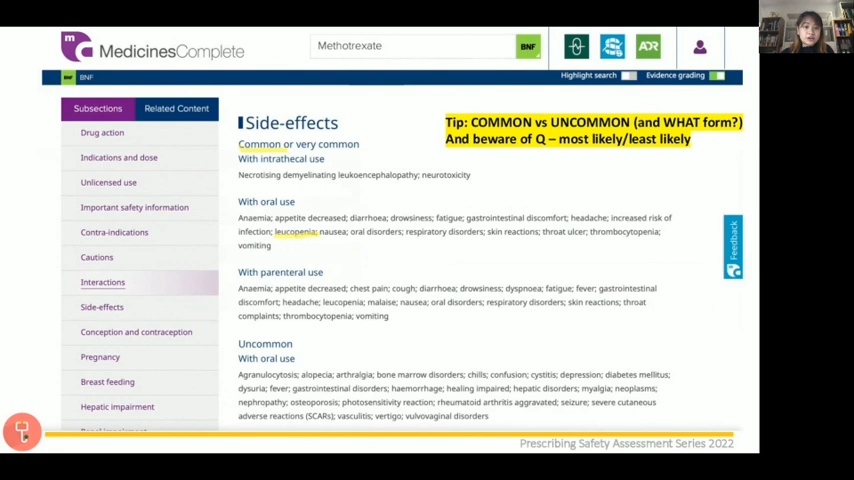 MedicinesComplete
Methotrexate
BNF
ADR
BNF BNF
Highlight search
Evidence grading
Subsections
Related Content
Drug action
Indications and dose
Unlicensed use
Important safety information
Contra-indications
Cautions
Interactions
Side-effects
Conception and contraception
Pregnancy
Breast feeding
Hepatic impairment
Side-effects
Tip: COMMON vs UNCOMMON (and WHAT form?)
And beware of Q – most likely/least likely
Common or very common
With intrathecal use
Necrotising demyelinating leukoencephalopathy; neurotoxicity
With oral use
Anaemia; appetite decreased; diarrhoea; drowsiness; fatigue; gastrointestinal discomfort; headache; increased risk of
infection; leucopenia; nausea; oral disorders; respiratory disorders; skin reactions; throat ulcer; thrombocytopenia;
vomiting
With parenteral use
Anaemia; appetite decreased; chest pain; cough; diarrhoea; drowsiness; dyspnoea; fatigue; fever; gastrointestinal
discomfort; headache; leucopenia; malaise; nausea; oral disorders; respiratory disorders; skin reactions; throat
complaints; thrombocytopenia; vomiting
Uncommon
With oral use
Agranulocytosis; alopecia; arthralgia; bone marrow disorders; chills; confusion; cystitis; depression; diabetes mellitus;
dysuria; fever; gastrointestinal disorders; haemorrhage; healing impaired; hepatic disorders; myalgia; neoplasms;
nephropathy; osteoporosis; photosensitivity reaction; rheumatoid arthritis aggravated; seizure; severe cutaneous
adverse reactions (SCARs); vasculitis; vertigo; vulvovaginal disorders
Feedback
Prescribing Safety Assessment Series 2022